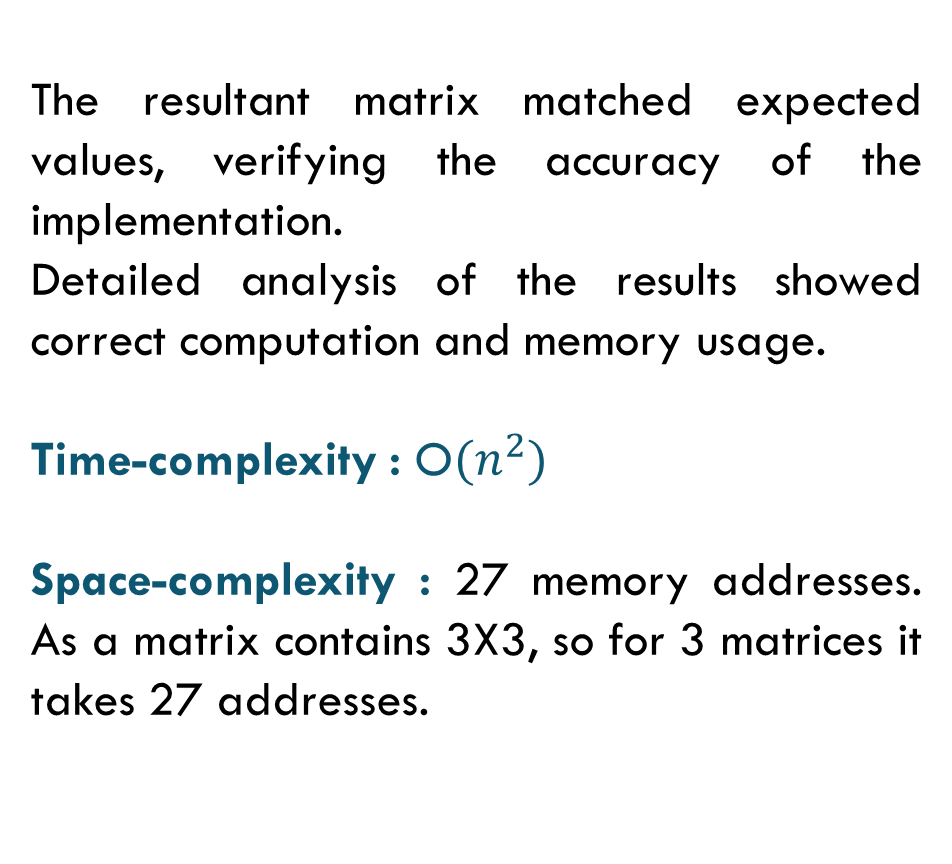 The resultant matrix matched expected
values, verifying the accuracy of the
implementation.
Detailed analysis of the results showed
correct computation and memory usage.
Time-complexity : O(𝑛²)
Space-complexity : 27 memory addresses.
As a matrix contains 3X3, so for 3 matrices it
takes 27 addresses.